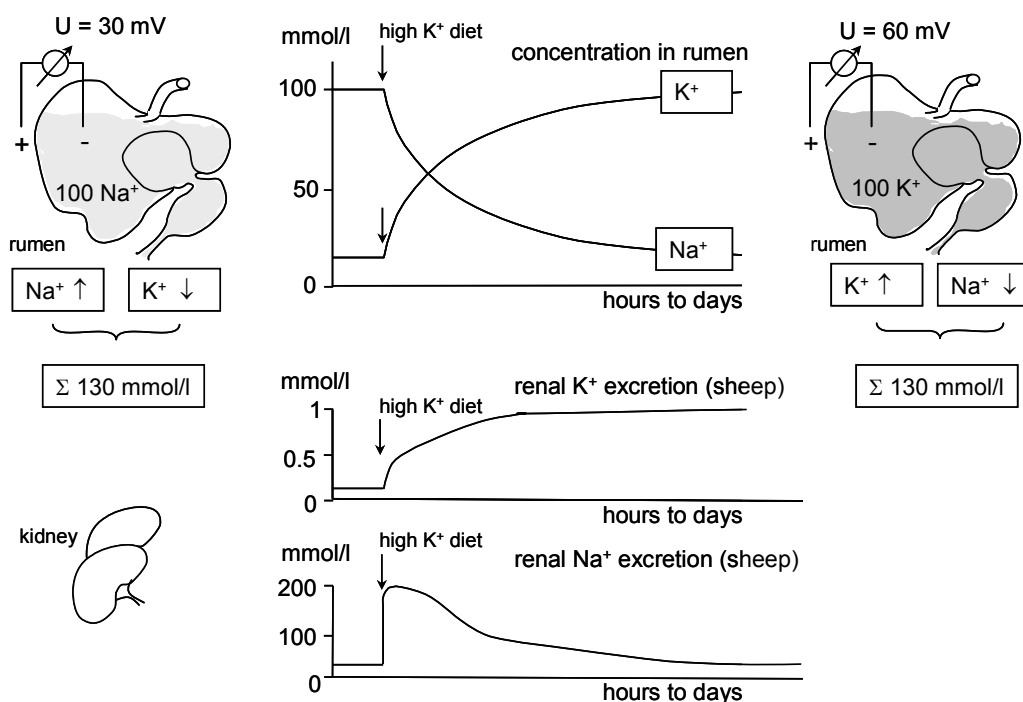 U = 30 mV
+
-
100 Na⁺
rumen
Na⁺ ↑
K⁺ ↓
Σ 130 mmol/l
mmol/l
high K⁺ diet
concentration in rumen
100
50
0
K⁺
Na⁺
hours to days
U = 60 mV
+
-
100 K⁺
rumen
K⁺ ↑
Na⁺ ↓
Σ 130 mmol/l
mmol/l
high K⁺ diet
renal K⁺ excretion (sheep)
1
0.5
0
hours to days
kidney
mmol/l
high K⁺ diet
renal Na⁺ excretion (sheep)
200
100
0
hours to days